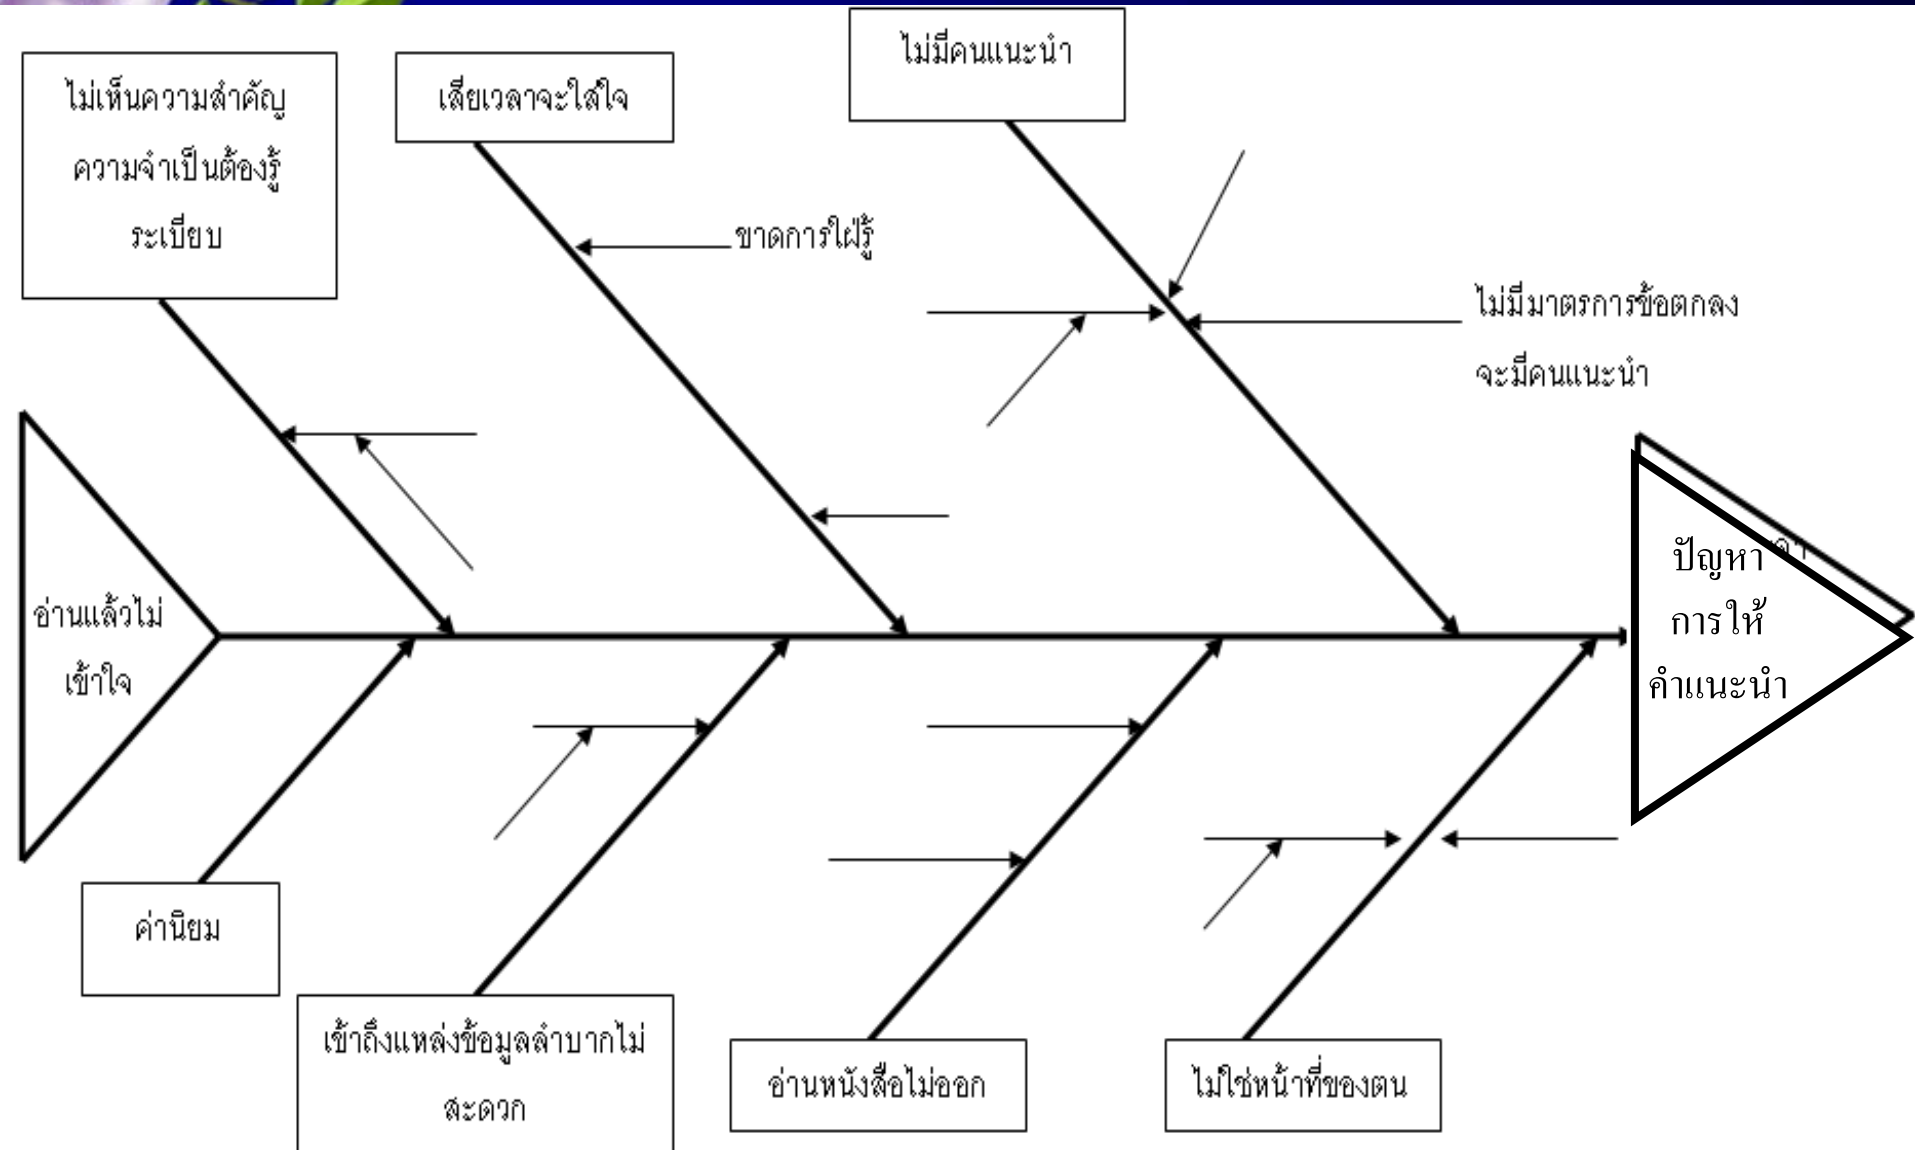 ไม่มีคนแนะนำ
ไม่เห็นความสำคัญ
ความจำเป็นต้องรู้
ระเบียบ
เสียเวลาจะใส่ใจ
ขาดการใฝ่รู้
ไม่มีมาตรการข้อตกลง
จะมีคนแนะนำ
อ่านแล้วไม่
เข้าใจ
ปัญหา
การให้
คำแนะนำ
ค่านิยม
เข้าถึงแหล่งข้อมูลลำบากไม่
สะดวก
อ่านหนังสือไม่ออก
ไม่ใช่หน้าที่ของตน